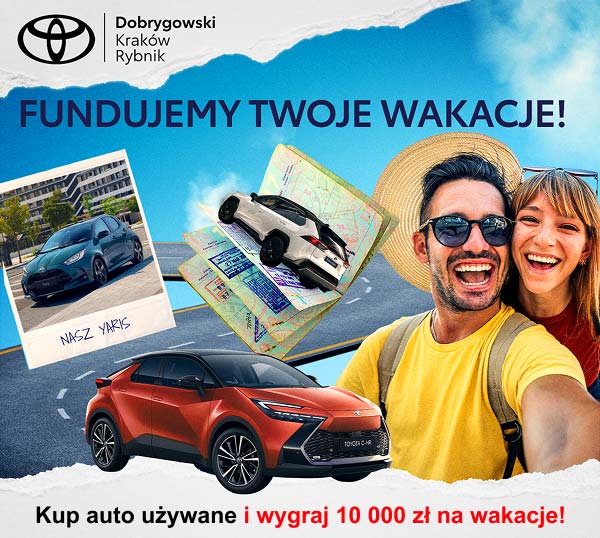 Dobrygowski
Kraków
Rybnik
FUNDUJEMY TWOJE WAKACJE!
NASZ YARIS
TOYOTA C-HR
Kup auto używane i wygraj 10 000 zł na wakacje!